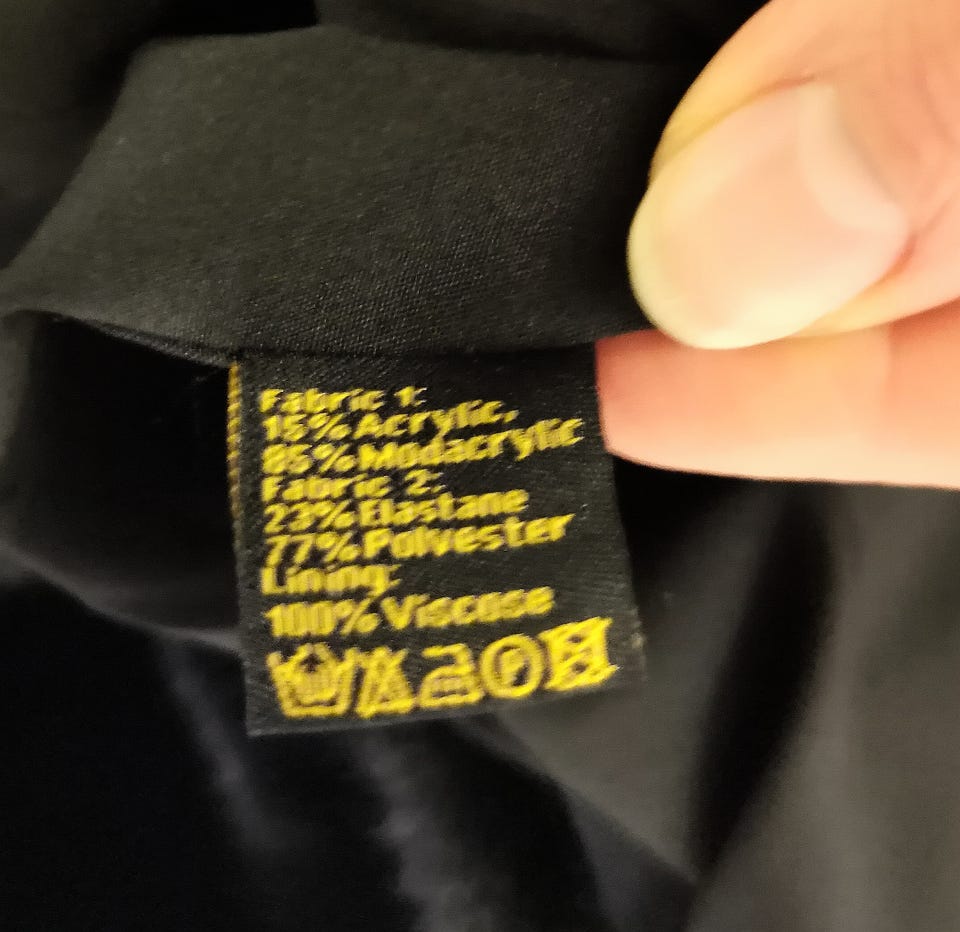 Fabric 1:
15% Acrylic,
85% Modacrylic
Fabric 2:
23% Elastane
77% Polyester
Lining:
100% Viscose
P